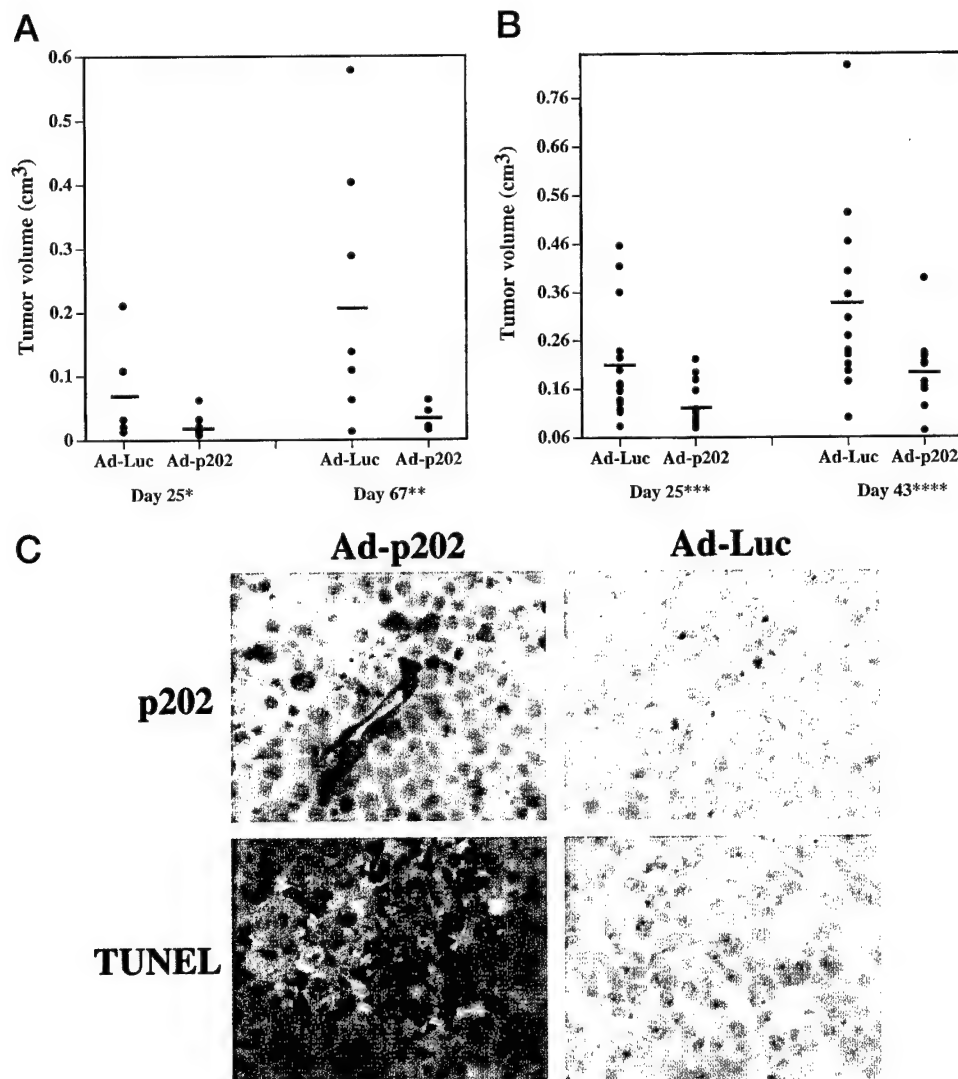 A
Tumor volume (cm³)
0.6
0.5
0.4
0.3
0.2
0.1
0
Ad-Luc Ad-p202 Ad-Luc Ad-p202
Day 25* Day 67**
B
Tumor volume (cm³)
0.76
0.66
0.56
0.46
0.36
0.26
0.16
0.06
Ad-Luc Ad-p202 Ad-Luc Ad-p202
Day 25*** Day 43****
C
Ad-p202 Ad-Luc
p202
TUNEL